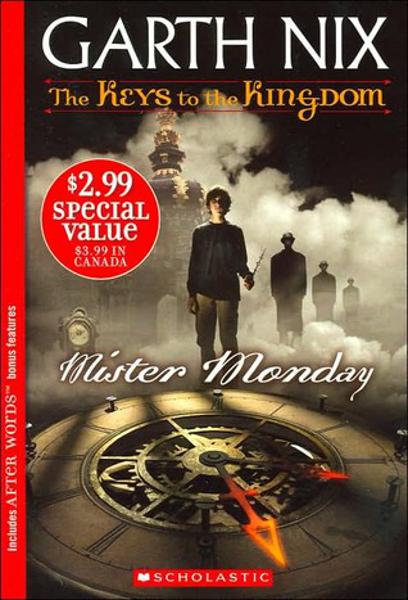 GARTH NIX
The KEYS to the KINGDOM
$2.99
SPECIAL
VALUE
$3.99 IN
CANADA
Mister Monday
Includes AFTER WORDS™ bonus features
SCHOLASTIC